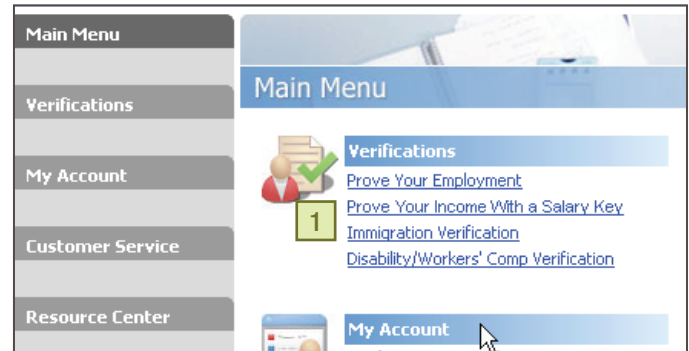 Main Menu
Verifications
My Account
Customer Service
Resource Center
Main Menu
Verifications
Prove Your Employment
Prove Your Income With a Salary Key
1
Immigration Verification
Disability/Workers' Comp Verification
My Account